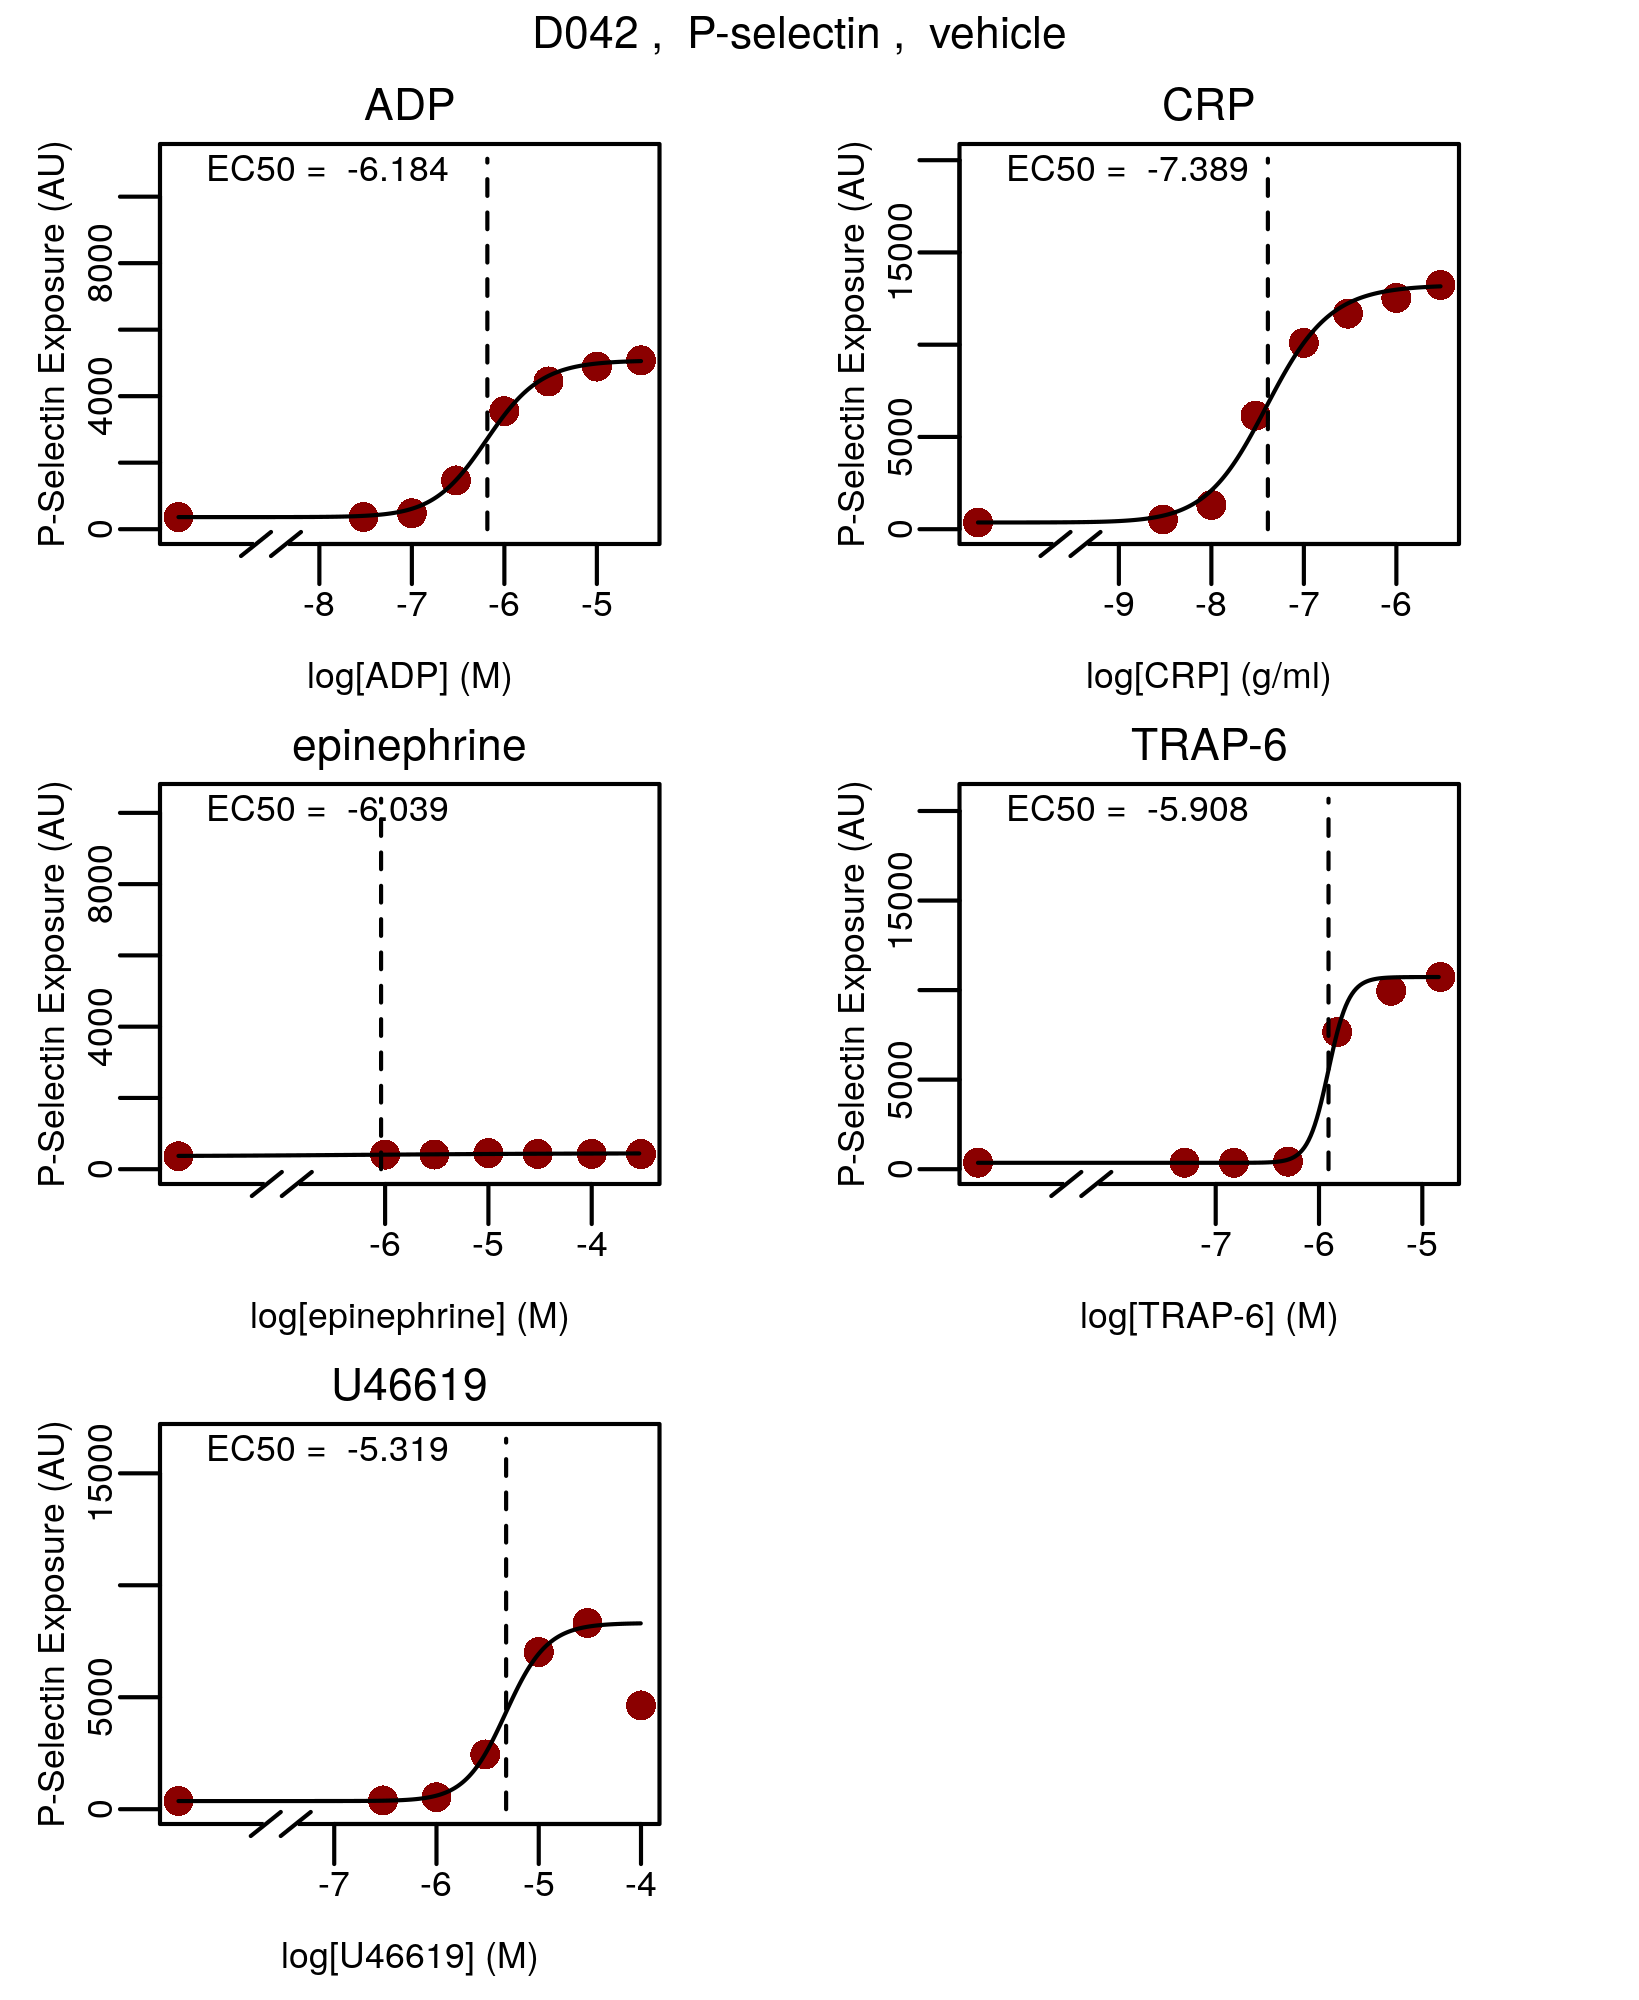 D042 ,  P-selectin ,  vehicle
ADP
P-Selectin Exposure (AU)
0 4000 8000
EC50 =  -6.184
-8 -7 -6 -5
log[ADP] (M)
CRP
P-Selectin Exposure (AU)
0 5000 15000
EC50 =  -7.389
-9 -8 -7 -6
log[CRP] (g/ml)
epinephrine
P-Selectin Exposure (AU)
0 4000 8000
EC50 =  -6.039
-6 -5 -4
log[epinephrine] (M)
TRAP-6
P-Selectin Exposure (AU)
0 5000 15000
EC50 =  -5.908
-7 -6 -5
log[TRAP-6] (M)
U46619
P-Selectin Exposure (AU)
0 5000 15000
EC50 =  -5.319
-7 -6 -5 -4
log[U46619] (M)